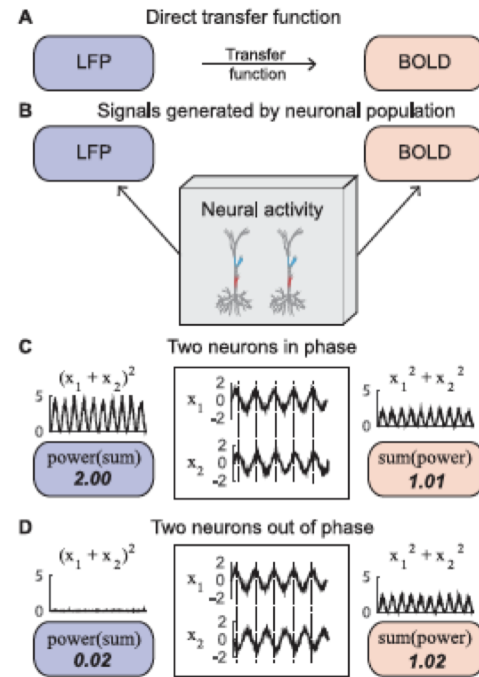 A Direct transfer function
LFP
Transfer
function
BOLD
B Signals generated by neuronal population
LFP
BOLD
Neural activity
C Two neurons in phase
(x1 + x2)²
5
0
power(sum)
2.00
x1
2
0
-2
x2
2
0
-2
x1² + x2²
5
0
sum(power)
1.01
D Two neurons out of phase
(x1 + x2)²
5
0
power(sum)
0.02
x1
2
0
-2
x2
2
0
-2
x1² + x2²
5
0
sum(power)
1.02